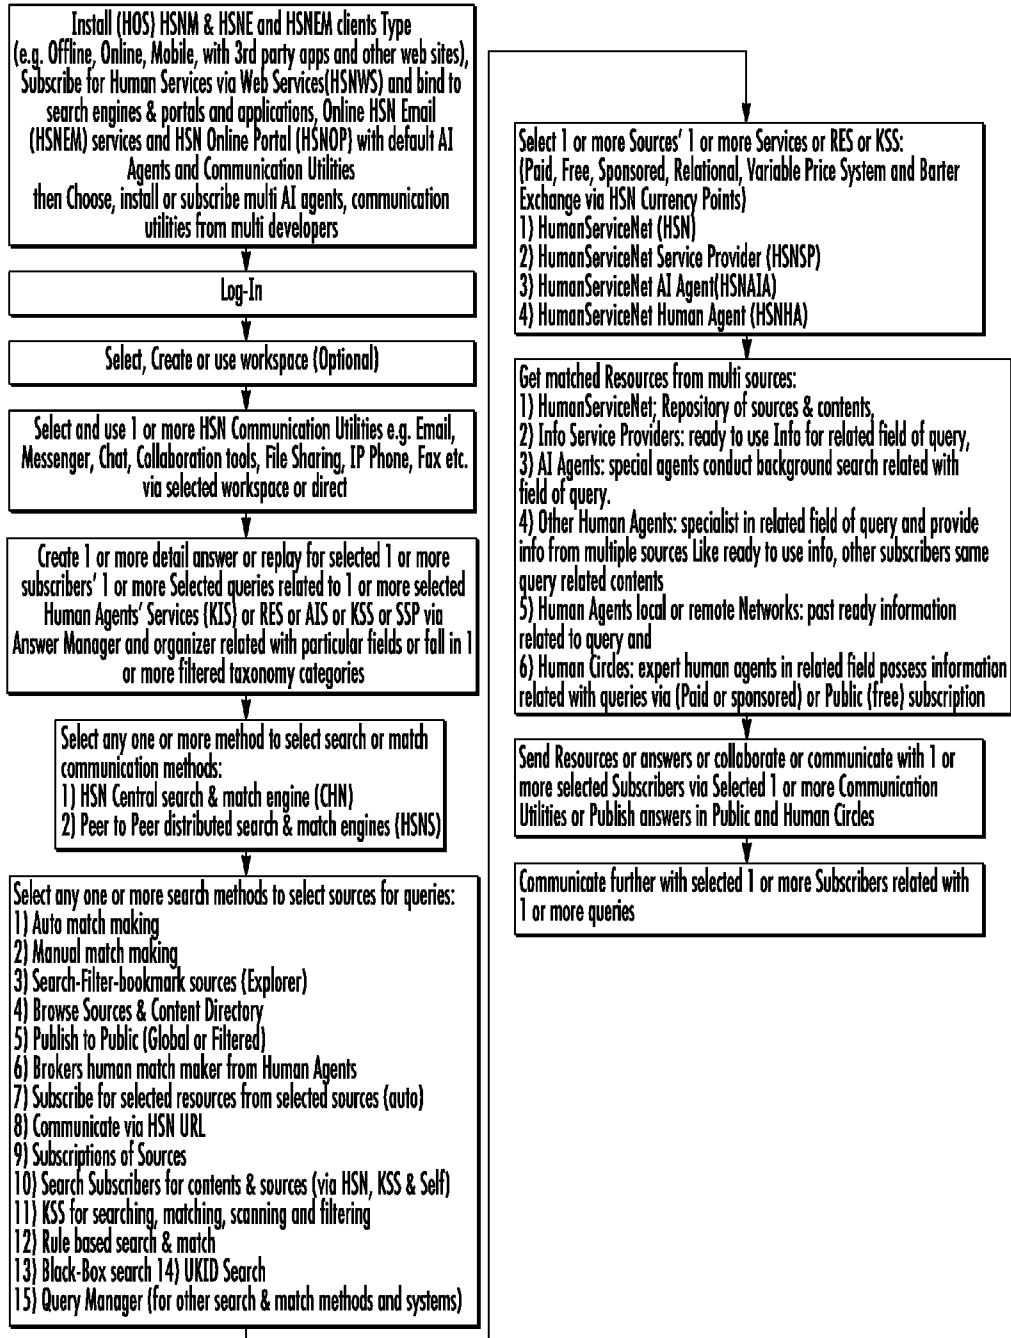 Install (HOS) HSNM & HSNE and HSNEM clients Type
(e.g. Offline, Online, Mobile, with 3rd party apps and other web sites),
Subscribe for Human Services via Web Services(HSNWS) and bind to
search engines & portals and applications, Online HSN Email
(HSNEM) services and HSN Online Portal (HSNOP) with default AI
Agents and Communication Utilities
then Choose, install or subscribe multi AI agents, communication
utilities from multi developers
Log-In
Select, Create or use workspace (Optional)
Select and use 1 or more HSN Communication Utilities e.g. Email,
Messenger, Chat, Collaboration tools, File Sharing, IP Phone, Fax etc.
via selected workspace or direct
Create 1 or more detail answer or replay for selected 1 or more
subscribers' 1 or more Selected queries related to 1 or more selected
Human Agents' Services (KIS) or RES or AIS or KSS or SSP via
Answer Manager and organizer related with particular fields or fall in 1
or more filtered taxonomy categories
Select any one or more method to select search or match
communication methods:
1) HSN Central search & match engine (CHN)
2) Peer to Peer distributed search & match engines (HSNS)
Select any one or more search methods to select sources for queries:
1) Auto match making
2) Manual match making
3) Search-Filter-bookmark sources (Explorer)
4) Browse Sources & Content Directory
5) Publish to Public (Global or Filtered)
6) Brokers human match maker from Human Agents
7) Subscribe for selected resources from selected sources (auto)
8) Communicate via HSN URL
9) Subscriptions of Sources
10) Search Subscribers for contents & sources (via HSN, KSS & Self)
11) KSS for searching, matching, scanning and filtering
12) Rule based search & match
13) Black-Box search 14) UKID Search
15) Query Manager (for other search & match methods and systems)
Select 1 or more Sources' 1 or more Services or RES or KSS:
(Paid, Free, Sponsored, Relational, Variable Price System and Barter
Exchange via HSN Currency Points)
1) HumanServiceNet (HSN)
2) HumanServiceNet Service Provider (HSNSP)
3) HumanServiceNet AI Agent(HSNAIA)
4) HumanServiceNet Human Agent (HSNHA)
Get matched Resources from multi sources:
1) HumanServiceNet; Repository of sources & contents,
2) Info Service Providers: ready to use Info for related field of query,
3) AI Agents: special agents conduct background search related with
field of query.
4) Other Human Agents: specialist in related field of query and provide
info from multiple sources Like ready to use info, other subscribers same
query related contents
5) Human Agents local or remote Networks: past ready information
related to query and
6) Human Circles: expert human agents in related field possess information
related with queries via (Paid or sponsored) or Public (free) subscription
Send Resources or answers or collaborate or communicate with 1 or
more selected Subscribers via Selected 1 or more Communication
Utilities or Publish answers in Public and Human Circles
Communicate further with selected 1 or more Subscribers related with
1 or more queries